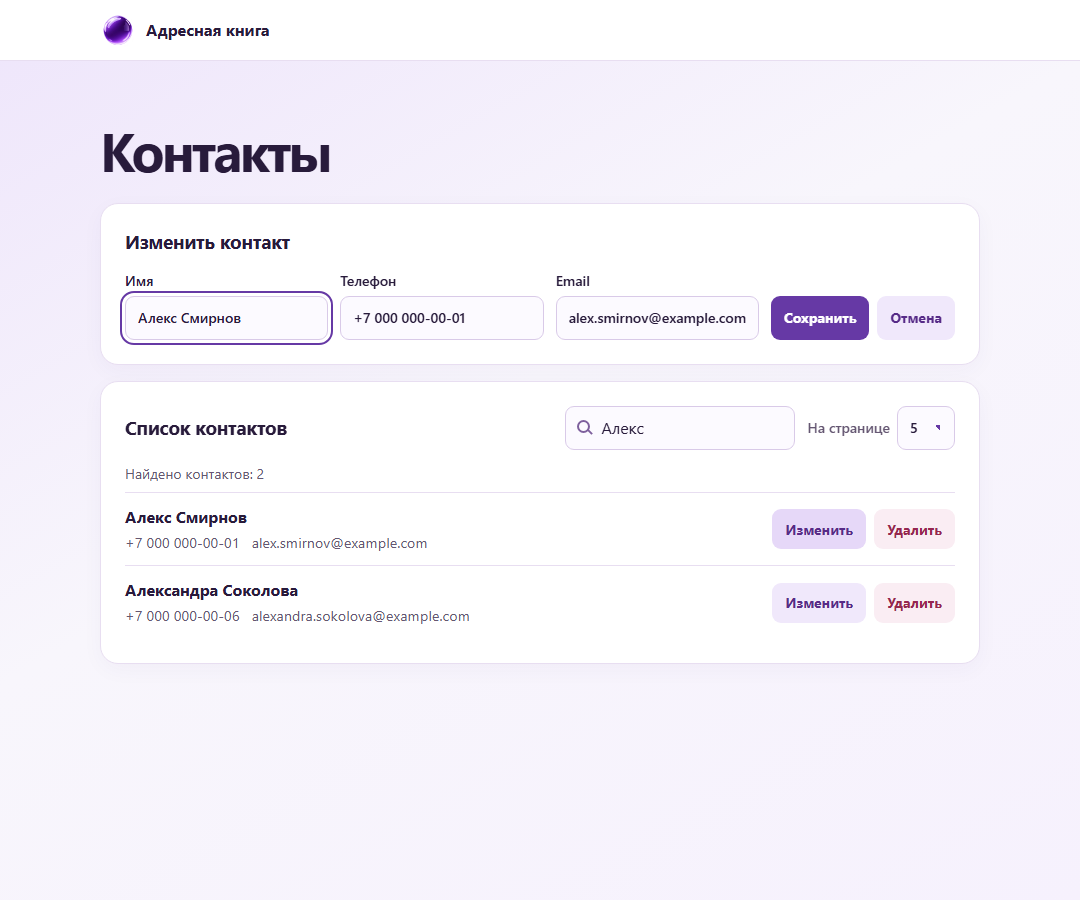 Адресная книга
Контакты
Изменить контакт
Имя Телефон Email
Алекс Смирнов +7 000 000-00-01 alex.smirnov@example.com Сохранить Отмена
Список контактов Алекс На странице 5
Найдено контактов: 2
Алекс Смирнов
+7 000 000-00-01 alex.smirnov@example.com Изменить Удалить
Александра Соколова
+7 000 000-00-06 alexandra.sokolova@example.com Изменить Удалить